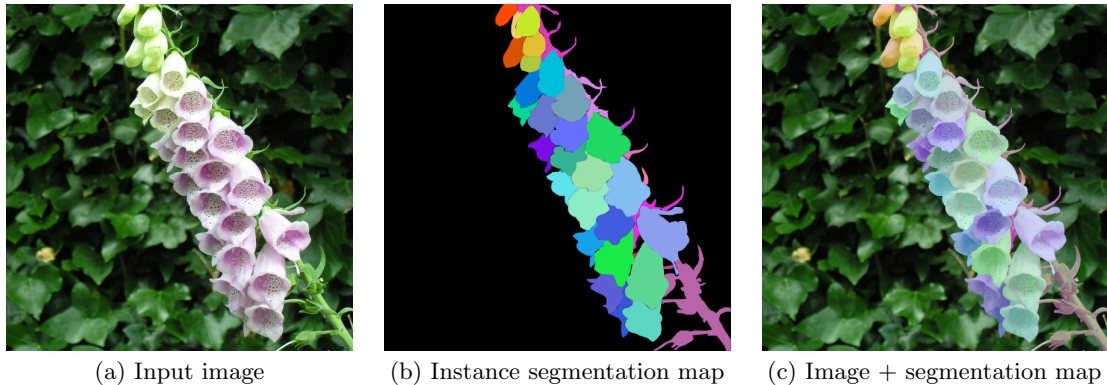 (a) Input image
(b) Instance segmentation map
(c) Image + segmentation map